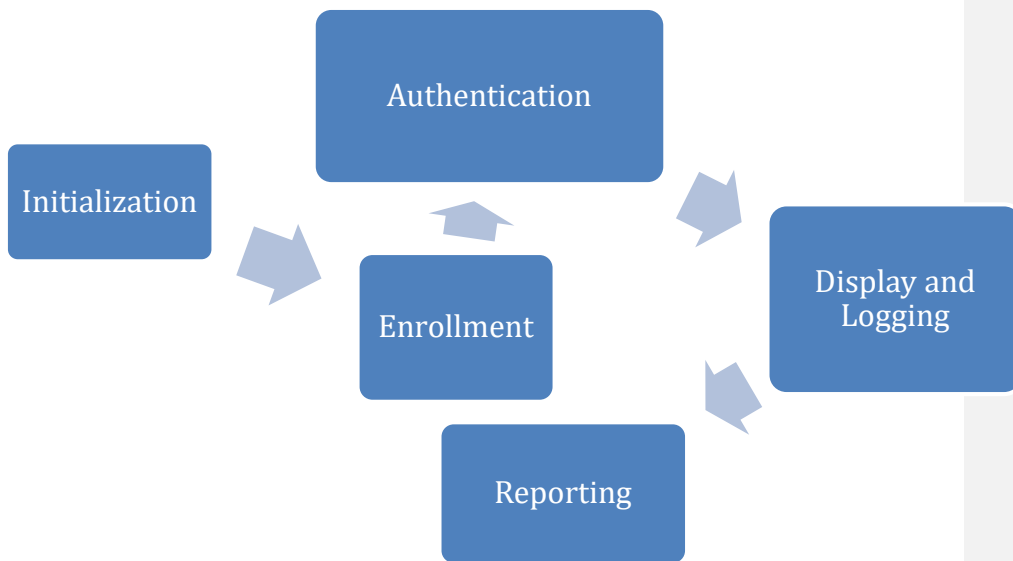 Authentication
Initialization
Enrollment
Display and
Logging
Reporting